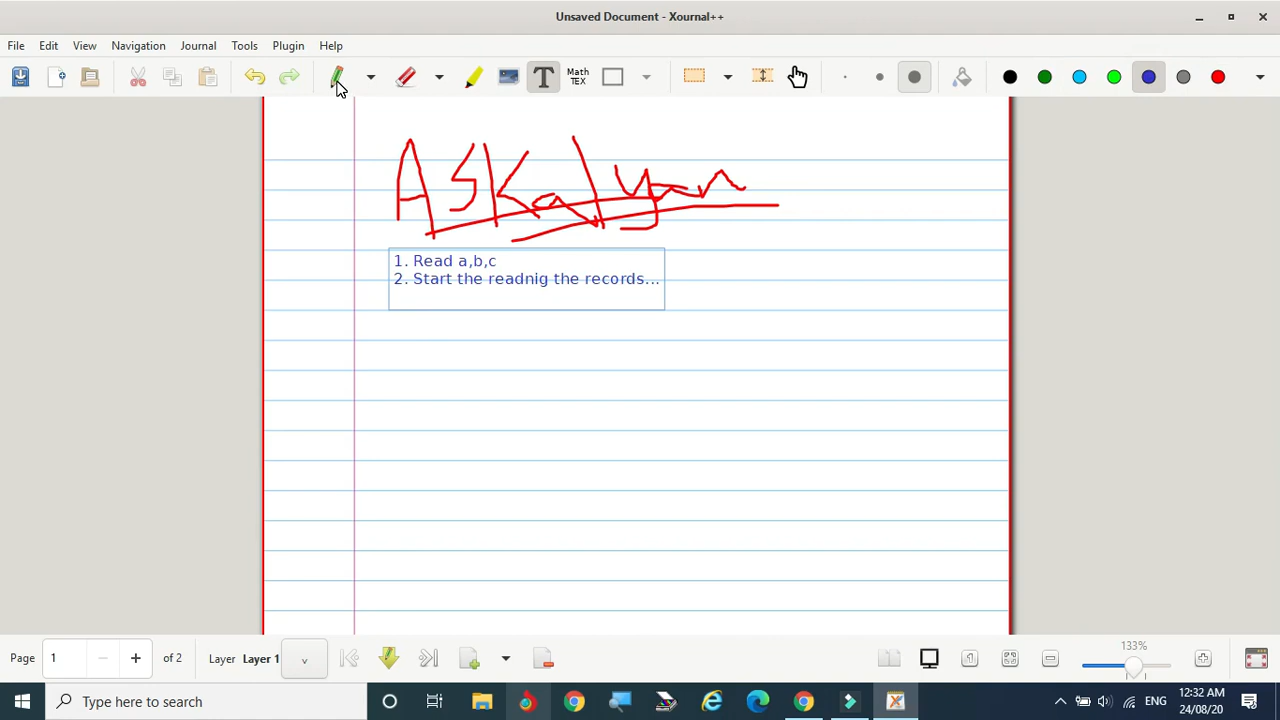 Unsaved Document - Xournal++
File Edit View Navigation Journal Tools Plugin Help
T Math TEX
1. Read a,b,c
2. Start the readnig the records...
Page 1 of 2 Layer Layer 1 133%
Type here to search
ENG 12:32 AM
24/08/20